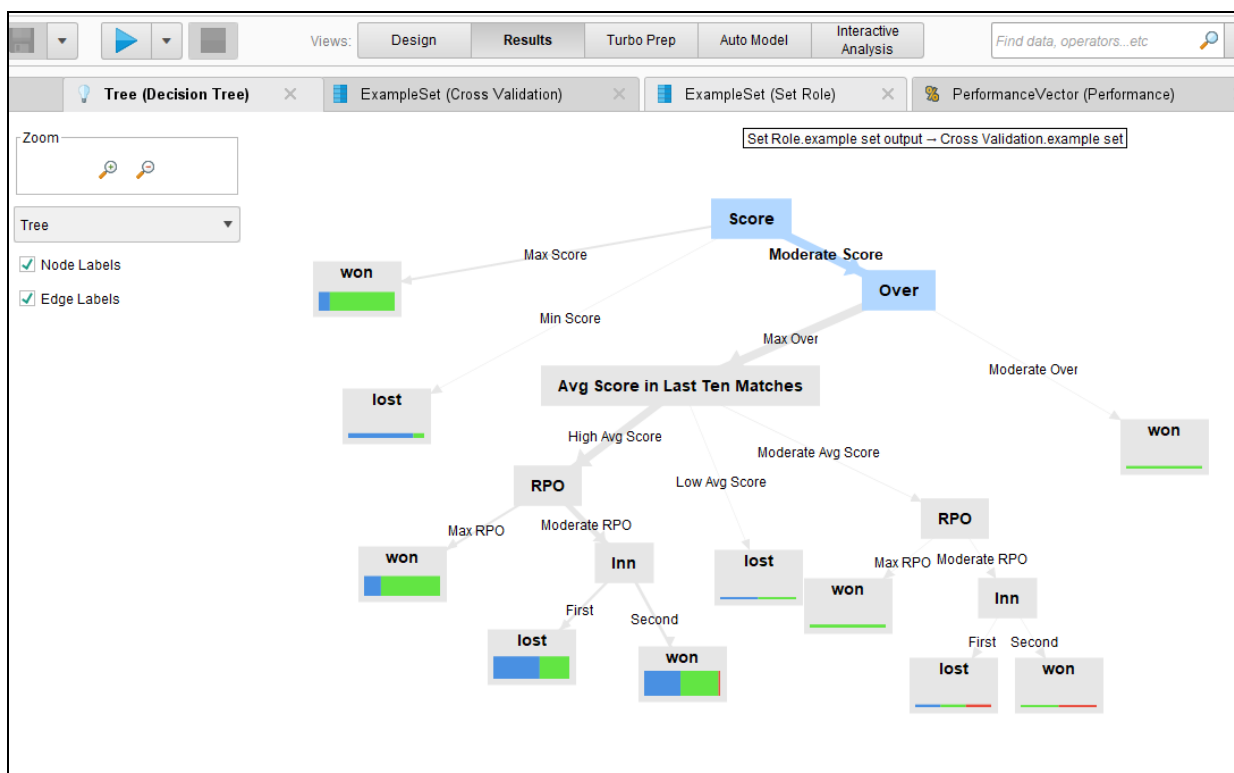 Views:
Design
Results
Turbo Prep
Auto Model
Interactive
Analysis
Find data, operators...etc
Tree (Decision Tree)
ExampleSet (Cross Validation)
ExampleSet (Set Role)
PerformanceVector (Performance)
Zoom
Set Role.example set output → Cross Validation.example set
Tree
Node Labels
Edge Labels
Score
Max Score
Moderate Score
won
Over
Min Score
Max Over
Moderate Over
Avg Score in Last Ten Matches
lost
won
High Avg Score
Moderate Avg Score
Low Avg Score
RPO
RPO
Max RPO
Moderate RPO
won
Inn
lost
Max RPO
Moderate RPO
won
Inn
First
Second
lost
won
First
Second
lost
won